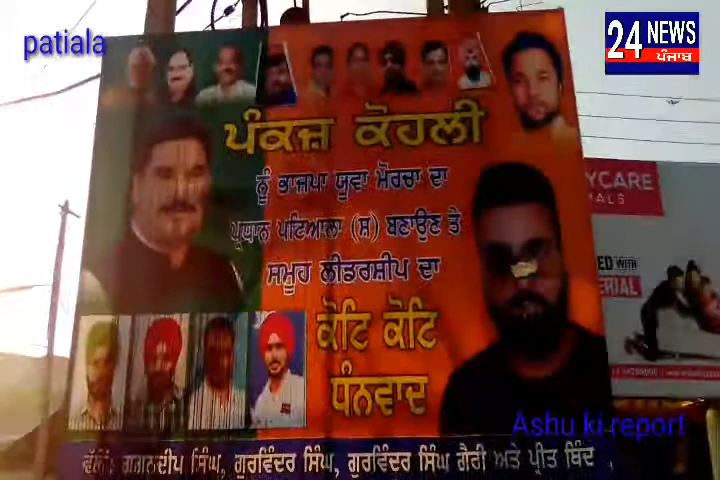 patiala
24 NEWS
ਪੰਜਾਬ
ਪੰਕਜ਼ ਕੋਹਲੀ
ਨੂੰ ਭਾਜਪਾ ਯੂਵਾ ਮੋਰਚਾ ਦਾ
ਪ੍ਰਧਾਨ ਪਟਿਆਲਾ (ਸ) ਬਣਾਉਣ ਤੇ
ਸਮੂਹ ਲੀਡਰਸ਼ੀਪ ਦਾ
ਕੋਟਿ ਕੋਟਿ
ਧੰਨਵਾਦ
YCARE
ALS
ED WITH
ERIAL
Ashu ki report
ਵੱਲੋਂ: ਗਗਨਦੀਪ ਸਿੰਘ, ਗੁਰਵਿੰਦਰ ਸਿੰਘ, ਗੁਰਵਿੰਦਰ ਸਿੰਘ ਗੈਰੀ ਅਤੇ ਪ੍ਰੀਤ ਥਿੰਦ